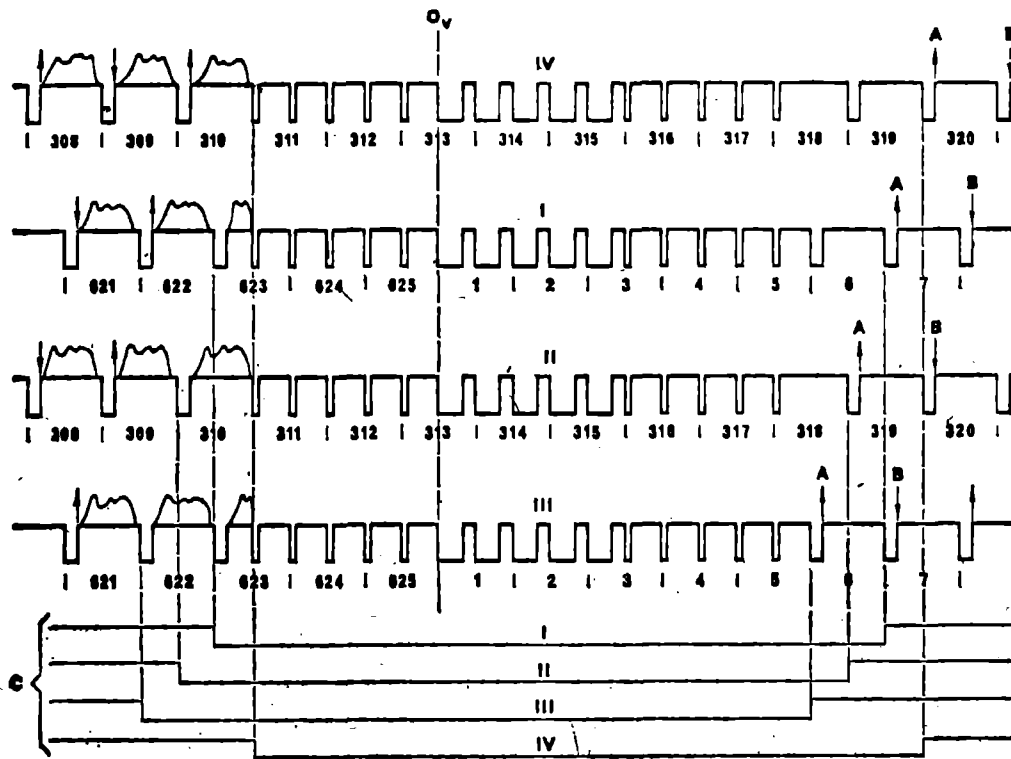 O_V
IV A B
308 309 310 311 312 313 314 315 316 317 318 319 320
I A B
621 622 623 624 625 1 2 3 4 5 6 7
II A B
308 309 310 311 312 313 314 315 316 317 318 319 320
III A B
621 622 623 624 625 1 2 3 4 5 6 7
C
I
II
III
IV